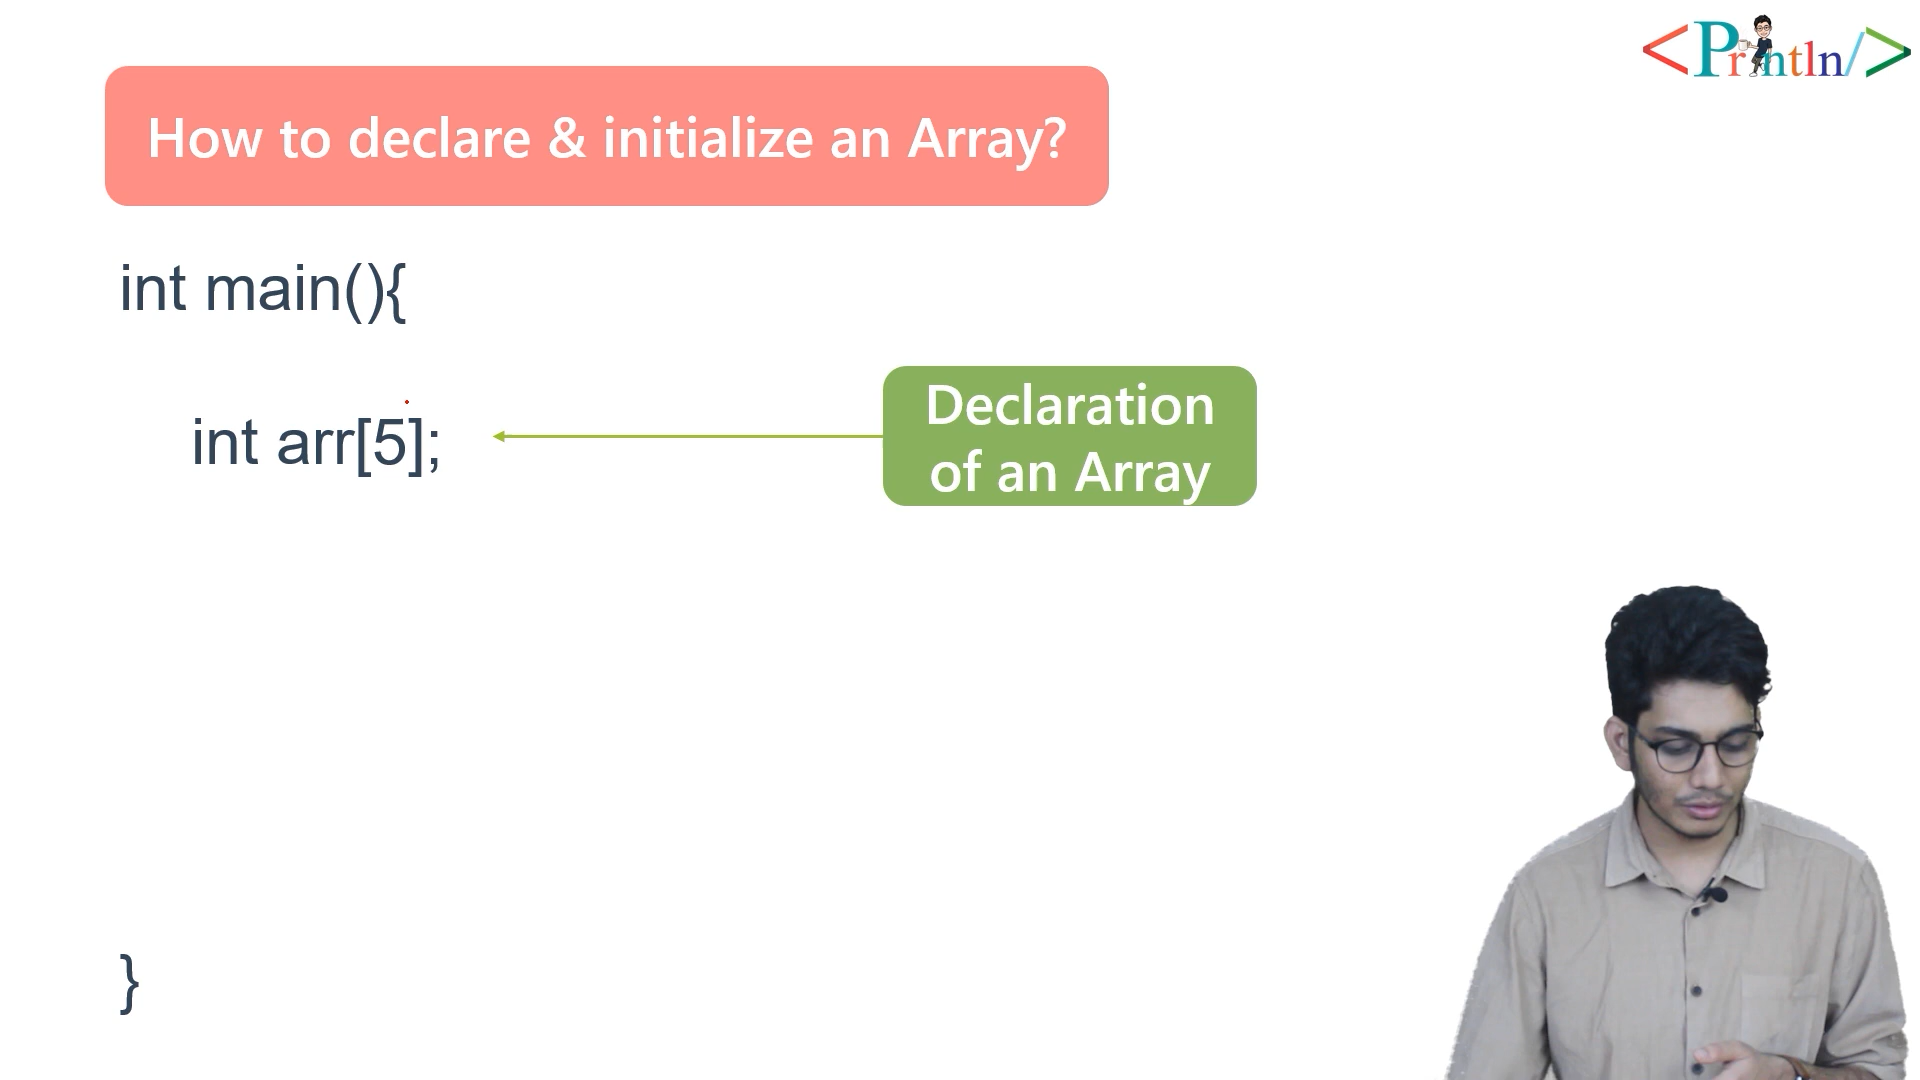 <Println/>
How to declare & initialize an Array?
int main(){
int arr[5];
Declaration
of an Array
}